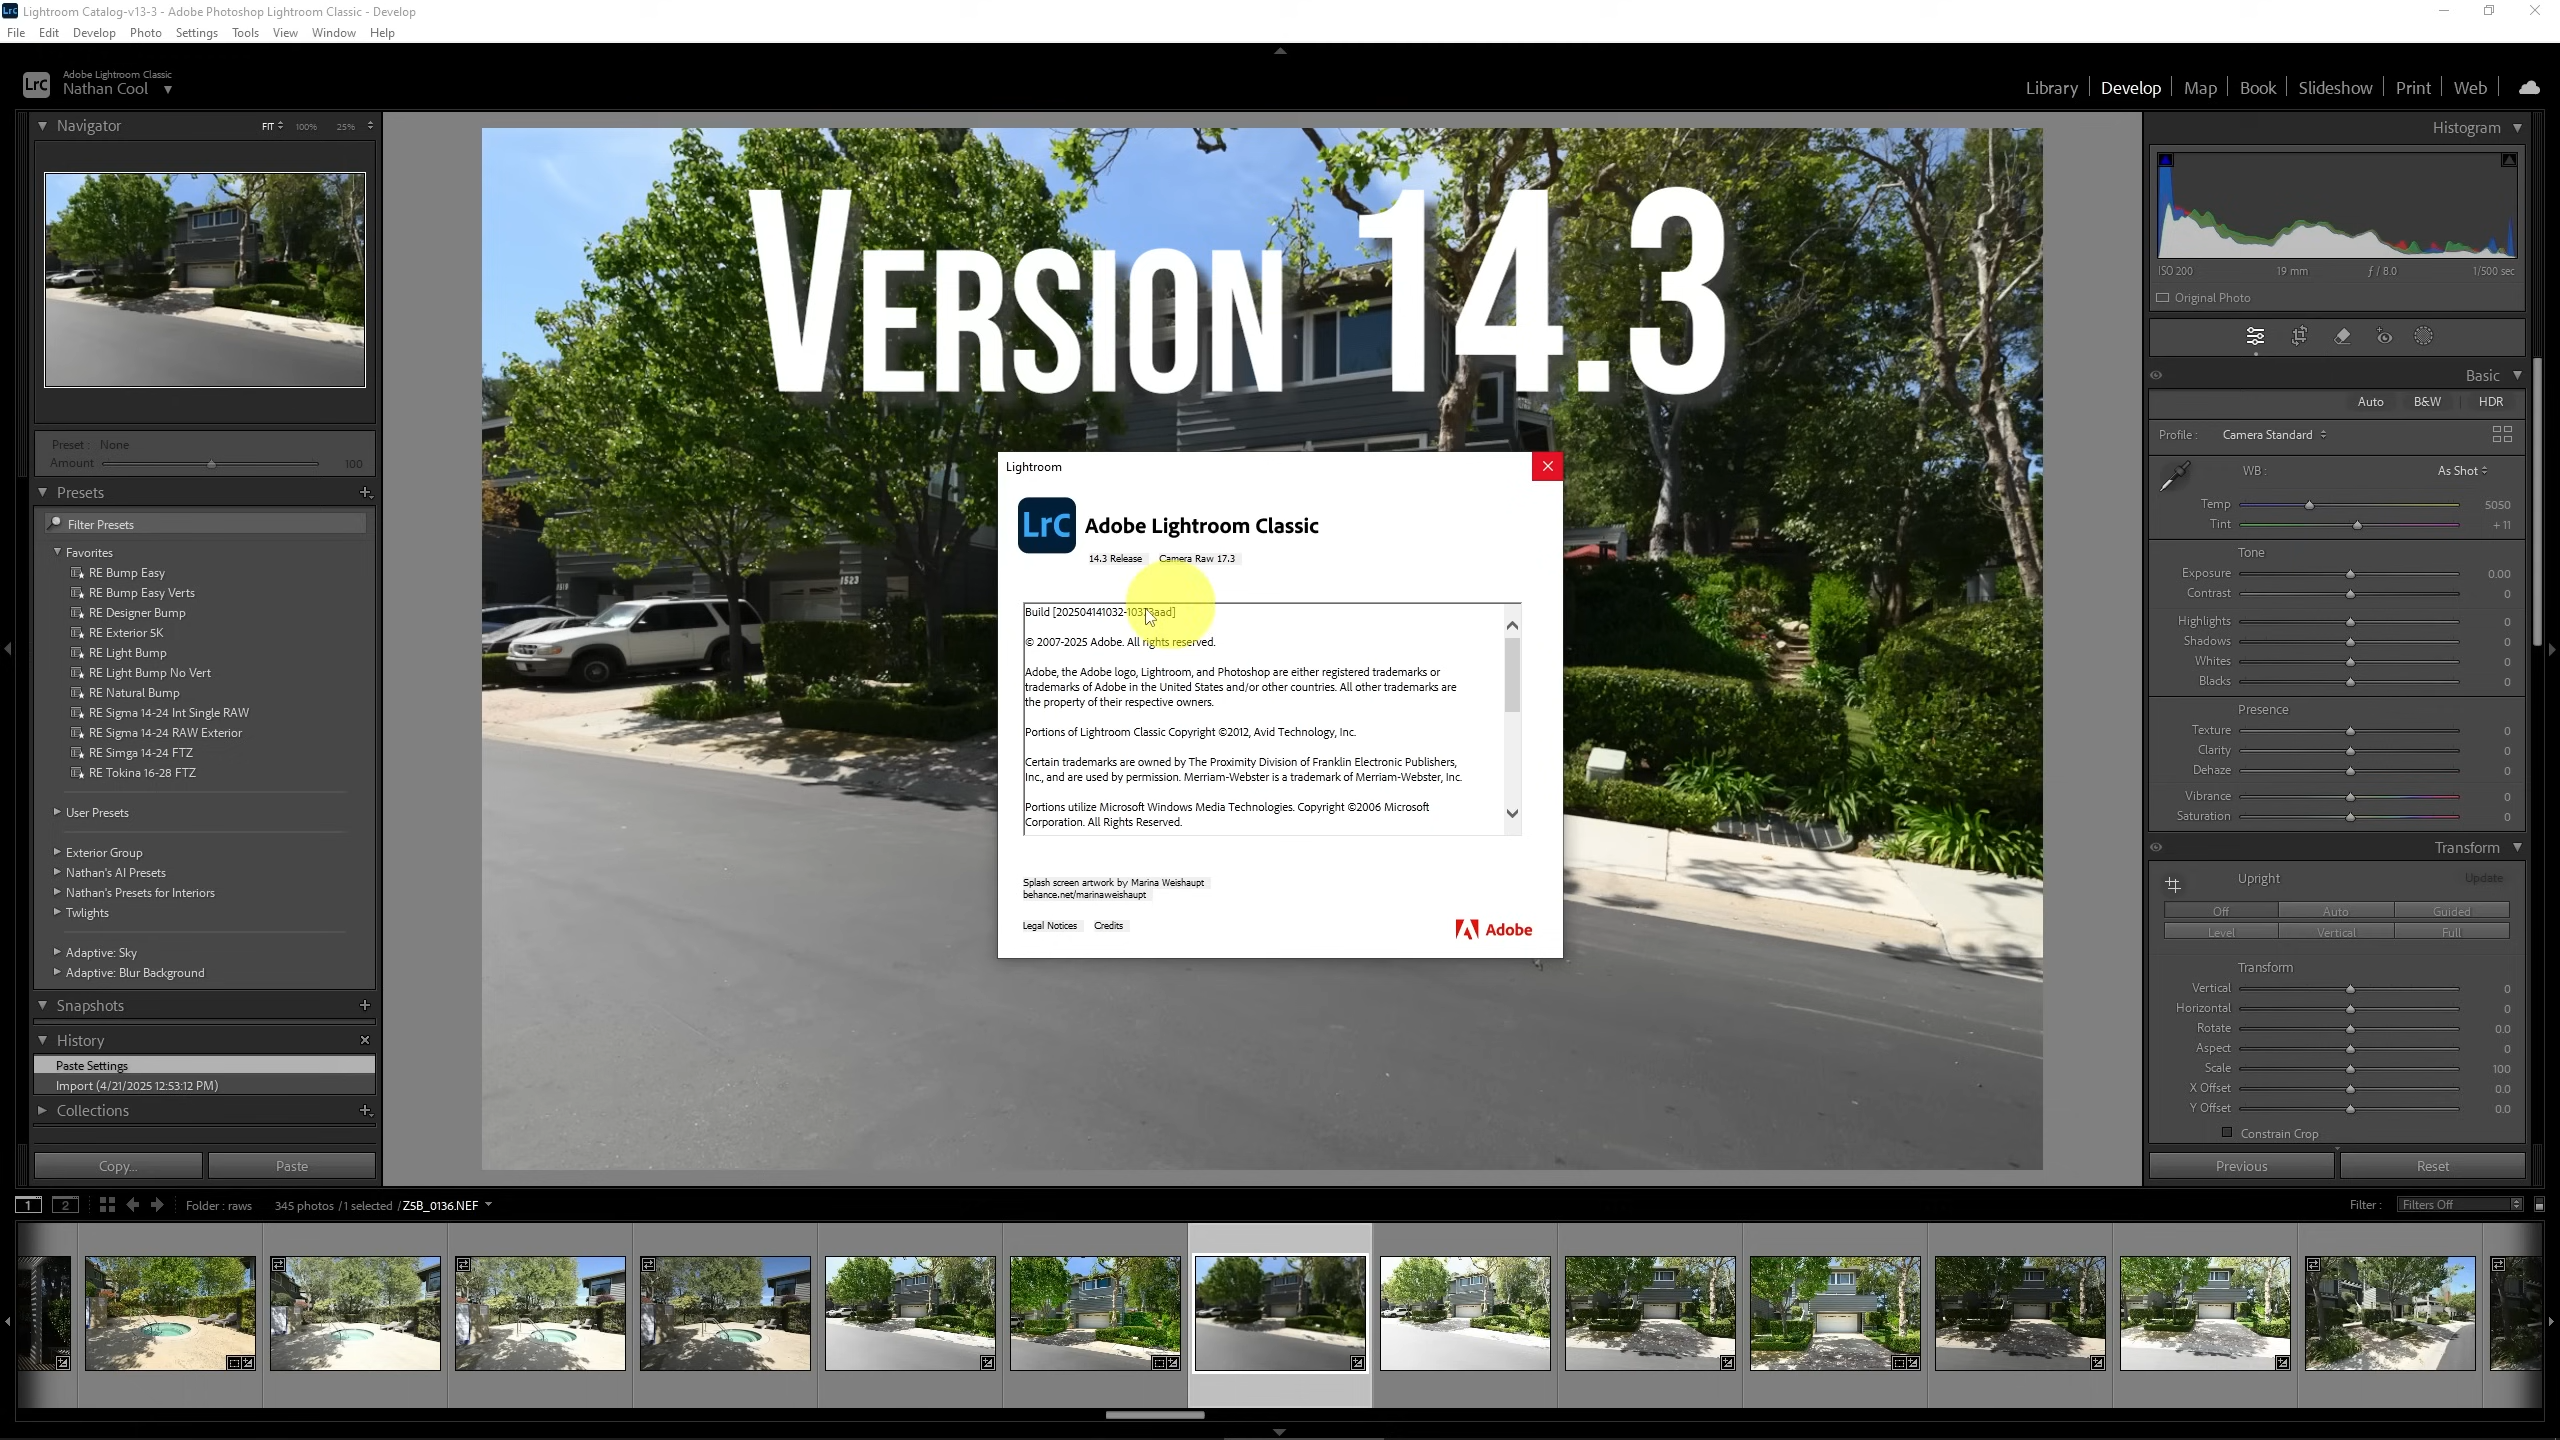 Lightroom Catalog-v13-3 - Adobe Photoshop Lightroom Classic - Develop
File Edit Develop Photo Settings Tools View Window Help
Adobe Lightroom Classic
Nathan Cool
Library Develop Map Book Slideshow Print Web
Navigator FIT 100% 25%
Preset : None
Amount 100
Presets
Filter Presets
Favorites
RE Bump Easy
RE Bump Easy Verts
RE Designer Bump
RE Exterior 5K
RE Light Bump
RE Light Bump No Vert
RE Natural Bump
RE Sigma 14-24 Int Single RAW
RE Sigma 14-24 RAW Exterior
RE Simga 14-24 FTZ
RE Tokina 16-28 FTZ
User Presets
Exterior Group
Nathan's AI Presets
Nathan's Presets for Interiors
Twlights
Adaptive: Sky
Adaptive: Blur Background
Snapshots
History
Paste Settings
Import (4/21/2025 12:53:12 PM)
Collections
Copy... Paste
VERSION 14.3
1523
Lightroom
LrC Adobe Lightroom Classic
14.3 Release Camera Raw 17.3
Build [202504141032-
© 2007-2025 Adobe. All rights reserved.
Adobe, the Adobe logo, Lightroom, and Photoshop are either registered trademarks or
trademarks of Adobe in the United States and/or other countries. All other trademarks are
the property of their respective owners.
Portions of Lightroom Classic Copyright ©2012, Avid Technology, Inc.
Certain trademarks are owned by The Proximity Division of Franklin Electronic Publishers,
Inc., and are used by permission. Merriam-Webster is a trademark of Merriam-Webster, Inc.
Portions utilize Microsoft Windows Media Technologies. Copyright ©2006 Microsoft
Corporation. All Rights Reserved.
Splash screen artwork by Marina Weishaupt
behance.net/marinaweishaupt
Legal Notices Credits
Adobe
Histogram
ISO 200 19 mm ƒ / 8.0 1/500 sec
Original Photo
Basic
Auto B&W HDR
Profile : Camera Standard
WB : As Shot
Temp 5050
Tint + 11
Tone
Exposure 0.00
Contrast 0
Highlights 0
Shadows 0
Whites 0
Blacks 0
Presence
Texture 0
Clarity 0
Dehaze 0
Vibrance 0
Saturation 0
Transform
Upright Update
Off Auto Guided
Level Vertical Full
Transform
Vertical 0
Horizontal 0
Rotate 0.0
Aspect 0
Scale 100
X Offset 0.0
Y Offset 0.0
Constrain Crop
Previous Reset
1 2 Folder : raws 345 photos / 1 selected / Z5B_0136.NEF
Filter : Filters Off